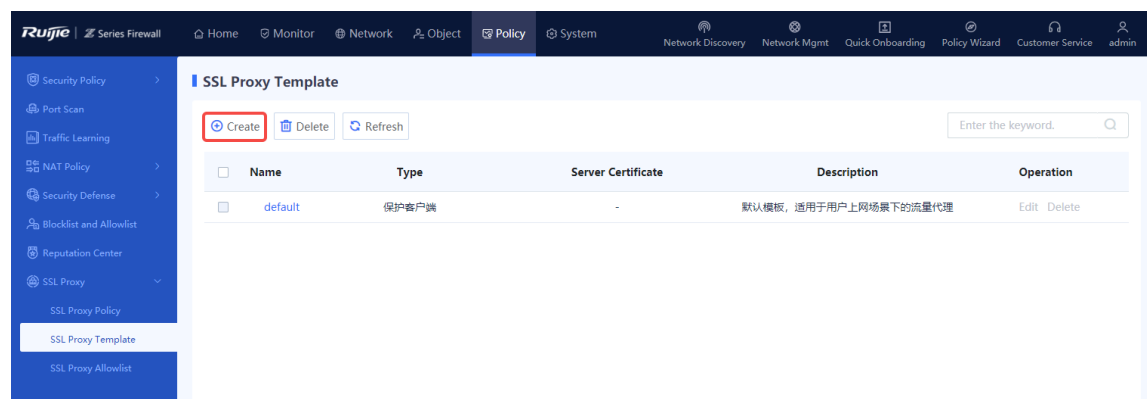 Ruijie | Z Series Firewall
Home Monitor Network Object Policy System
Network Discovery Network Mgmt Quick Onboarding Policy Wizard Customer Service admin
Security Policy
Port Scan
Traffic Learning
NAT Policy
Security Defense
Blocklist and Allowlist
Reputation Center
SSL Proxy
SSL Proxy Policy
SSL Proxy Template
SSL Proxy Allowlist
SSL Proxy Template
Create Delete Refresh Enter the keyword.
Name Type Server Certificate Description Operation
default 保护客户端 - 默认模板，适用于用户上网场景下的流量代理 Edit Delete